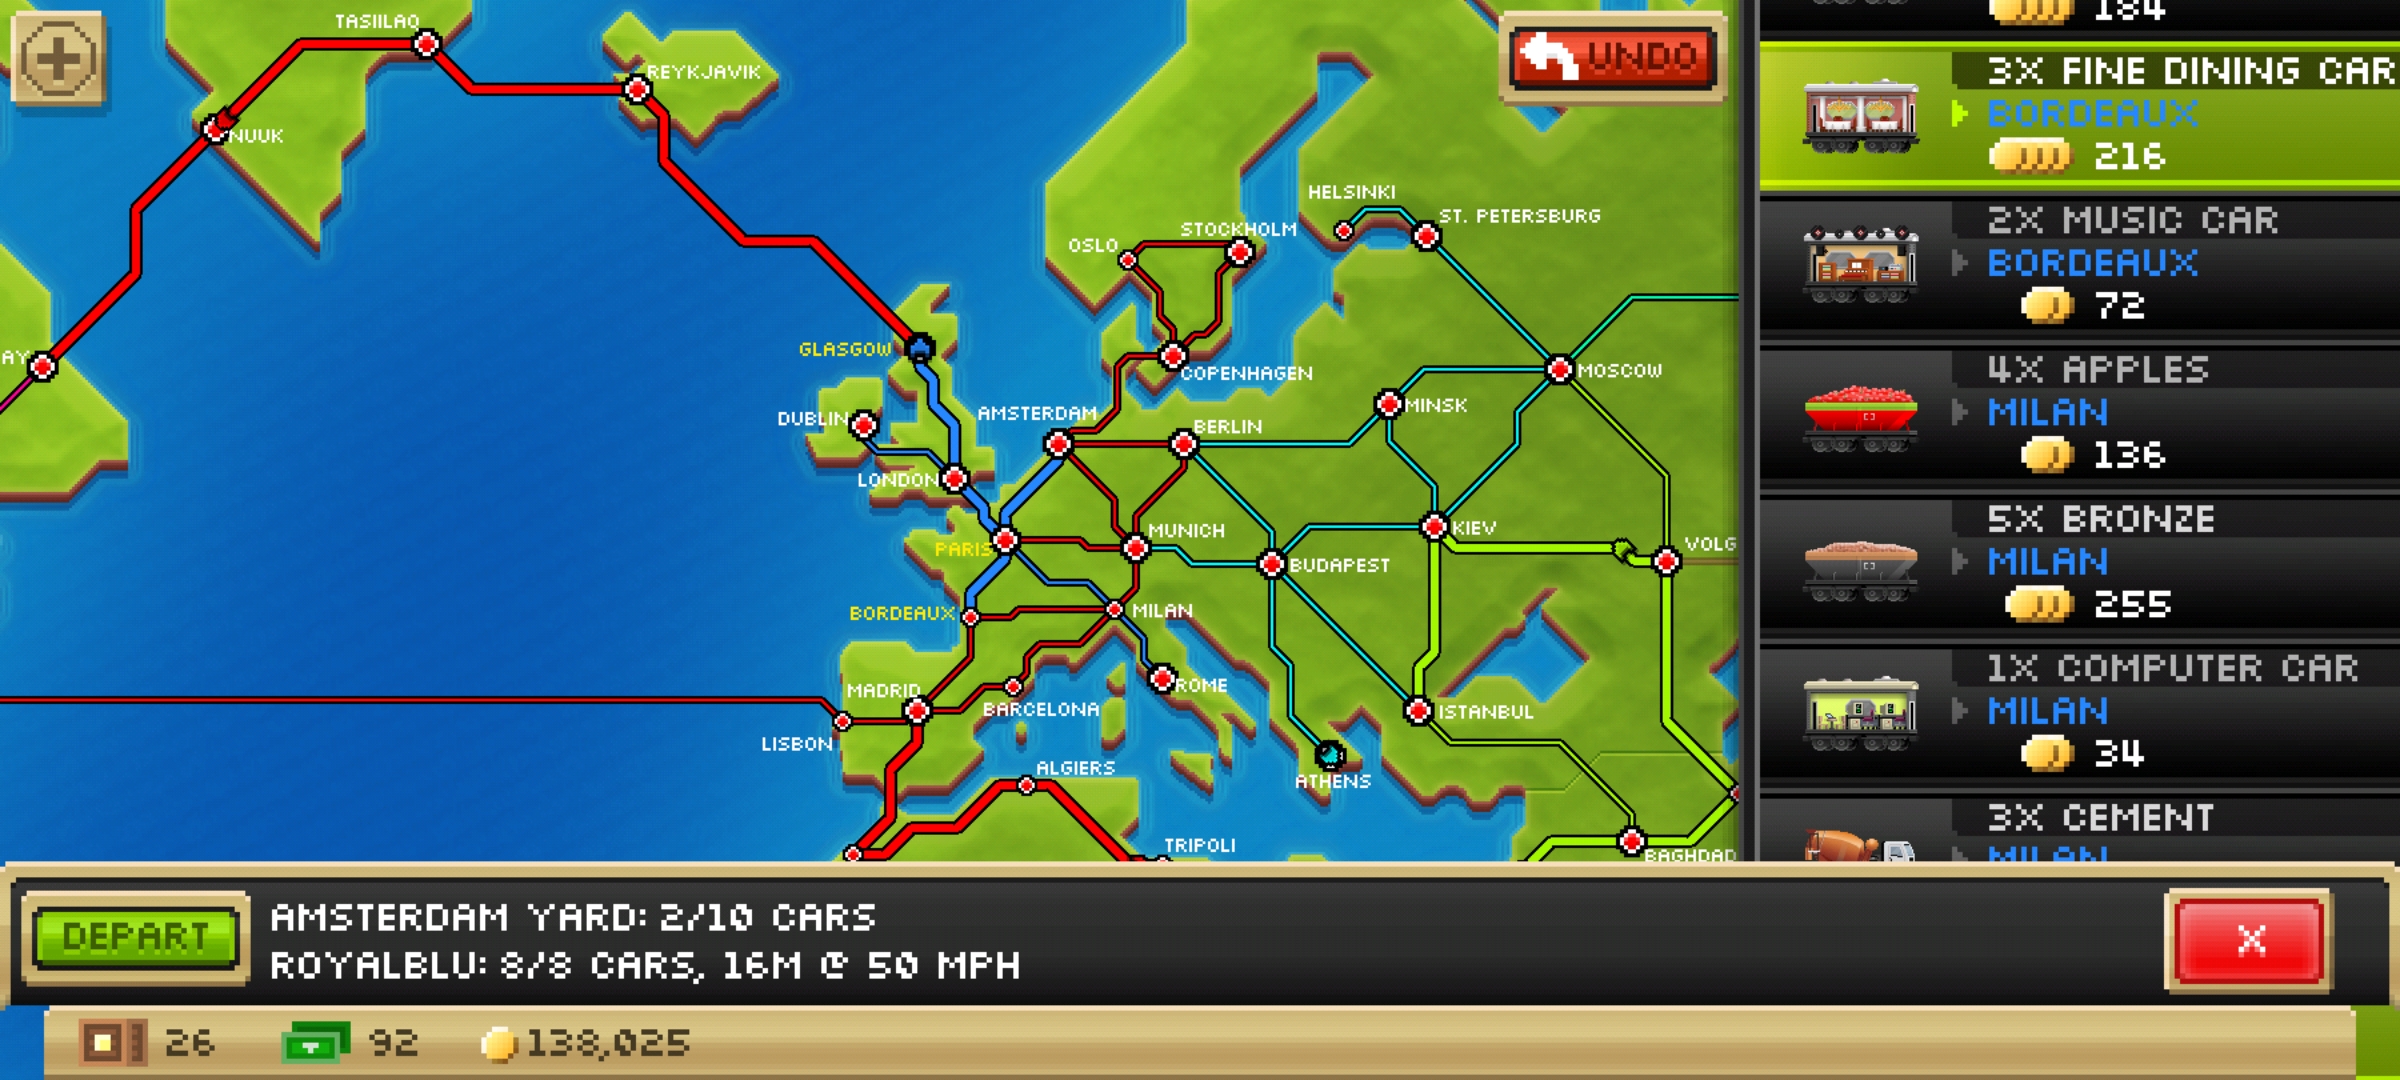 TASIILAQ
REYKJAVIK
NUUK
UNDO
HELSINKI
ST. PETERSBURG
STOCKHOLM
OSLO
GLASGOW
AY
COPENHAGEN
MOSCOW
DUBLIN
AMSTERDAM
BERLIN
MINSK
LONDON
MUNICH
KIEV
VOLG
PARIS
BUDAPEST
BORDEAUX
MILAN
MADRID
ROME
BARCELONA
ISTANBUL
LISBON
ALGIERS
ATHENS
TRIPOLI
BAGHDAD
184
3X FINE DINING CAR
BORDEAUX
216
2X MUSIC CAR
BORDEAUX
72
4X APPLES
MILAN
136
5X BRONZE
MILAN
255
1X COMPUTER CAR
MILAN
34
3X CEMENT
MILAN
DEPART
AMSTERDAM YARD: 2/10 CARS
ROYALBLU: 8/8 CARS, 16M @ 50 MPH
X
26 92 138,025